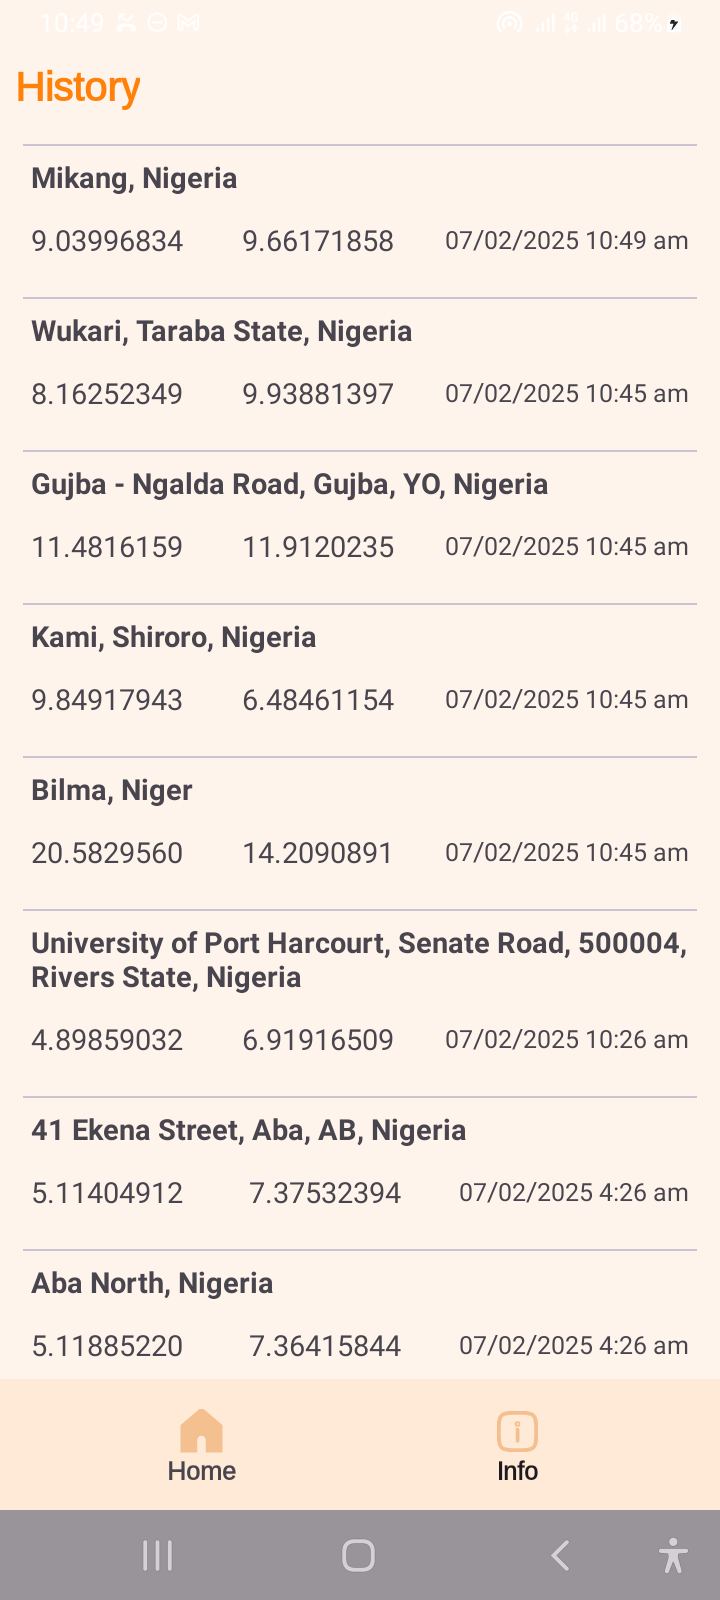 10:49 68%
History
Mikang, Nigeria
9.03996834 9.66171858 07/02/2025 10:49 am
Wukari, Taraba State, Nigeria
8.16252349 9.93881397 07/02/2025 10:45 am
Gujba - Ngalda Road, Gujba, YO, Nigeria
11.4816159 11.9120235 07/02/2025 10:45 am
Kami, Shiroro, Nigeria
9.84917943 6.48461154 07/02/2025 10:45 am
Bilma, Niger
20.5829560 14.2090891 07/02/2025 10:45 am
University of Port Harcourt, Senate Road, 500004,
Rivers State, Nigeria
4.89859032 6.91916509 07/02/2025 10:26 am
41 Ekena Street, Aba, AB, Nigeria
5.11404912 7.37532394 07/02/2025 4:26 am
Aba North, Nigeria
5.11885220 7.36415844 07/02/2025 4:26 am
Home Info